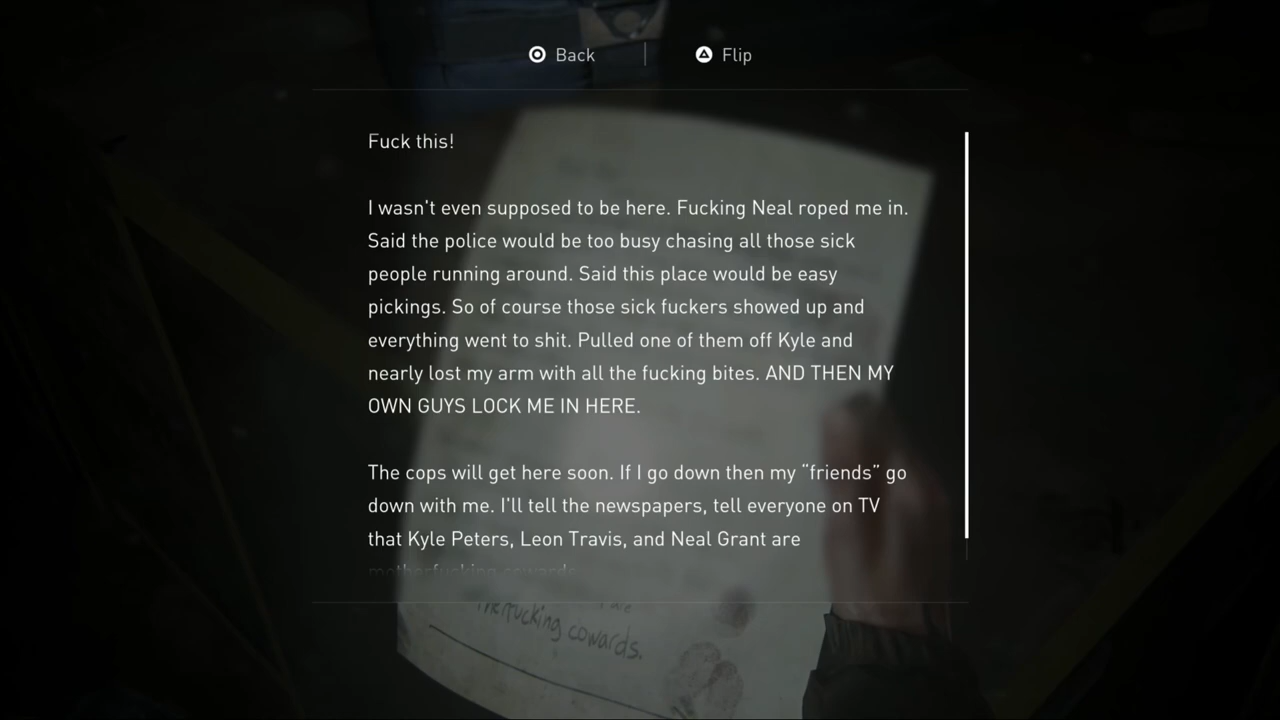 Back
Flip
Fuck this!
I wasn't even supposed to be here. Fucking Neal roped me in.
Said the police would be too busy chasing all those sick
people running around. Said this place would be easy
pickings. So of course those sick fuckers showed up and
everything went to shit. Pulled one of them off Kyle and
nearly lost my arm with all the fucking bites. AND THEN MY
OWN GUYS LOCK ME IN HERE.
The cops will get here soon. If I go down then my “friends” go
down with me. I'll tell the newspapers, tell everyone on TV
that Kyle Peters, Leon Travis, and Neal Grant are
motherfucking cowards.
cowards.